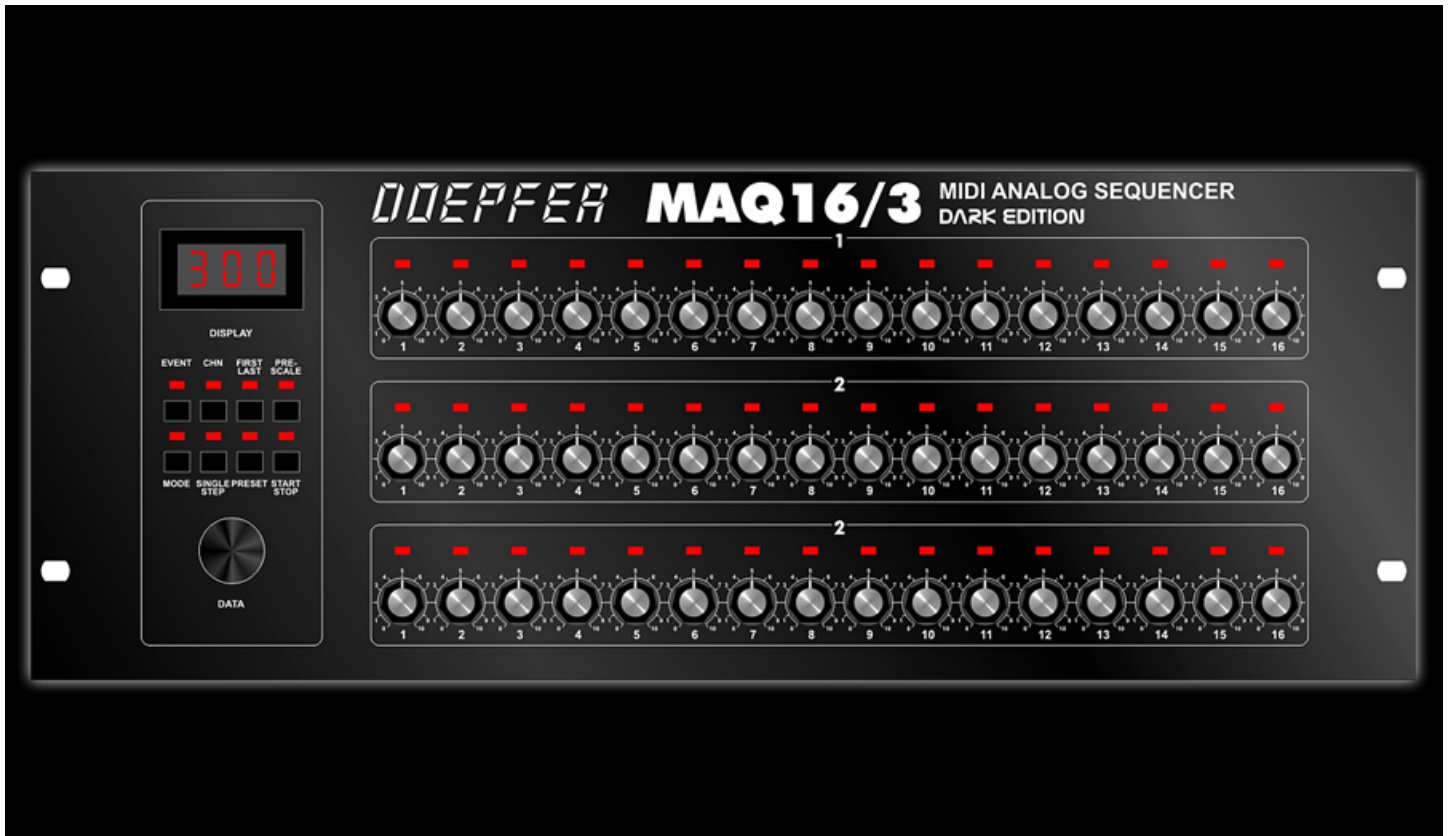 DOEPFER MAQ16/3 MIDI ANALOG SEQUENCER
DARK EDITION
300
DISPLAY
EVENT CHN FIRST LAST PRE-SCALE
MODE SINGLE STEP PRESET START STOP
DATA
1
1 2 3 4 5 6 7 8 9 10 11 12 13 14 15 16
2
1 2 3 4 5 6 7 8 9 10 11 12 13 14 15 16
2
1 2 3 4 5 6 7 8 9 10 11 12 13 14 15 16